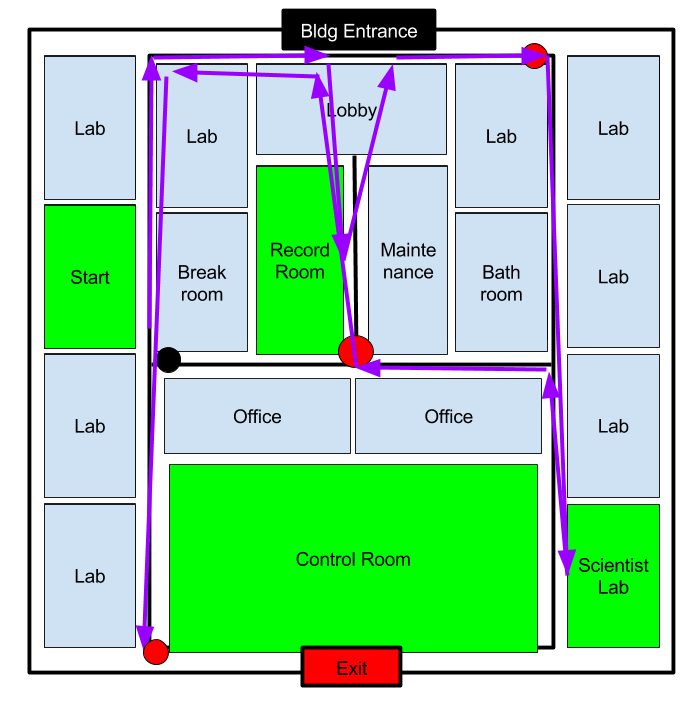 Bldg Entrance
Lab
Lab
Lobby
Lab
Lab
Start
Break
room
Record
Room
Mainte
nance
Bath
room
Lab
Lab
Office
Office
Lab
Lab
Control Room
Scientist
Lab
Exit